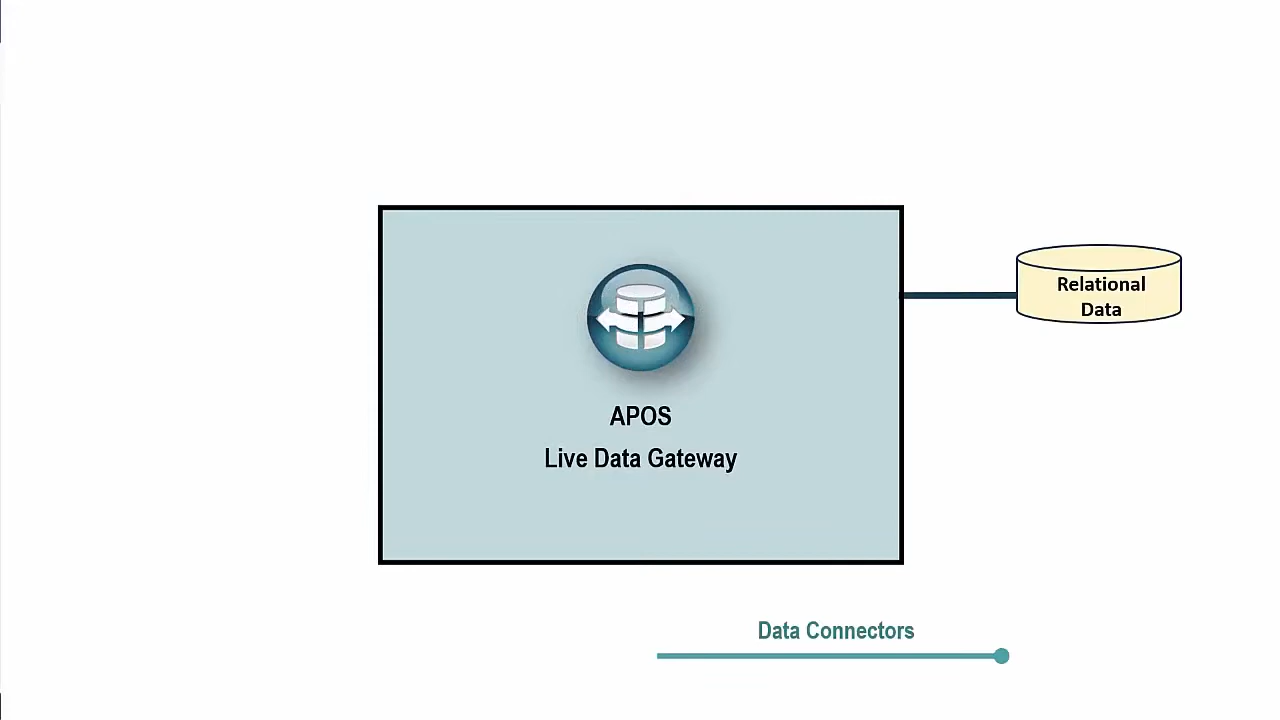 Relational
Data
APOS
Live Data Gateway
Data Connectors